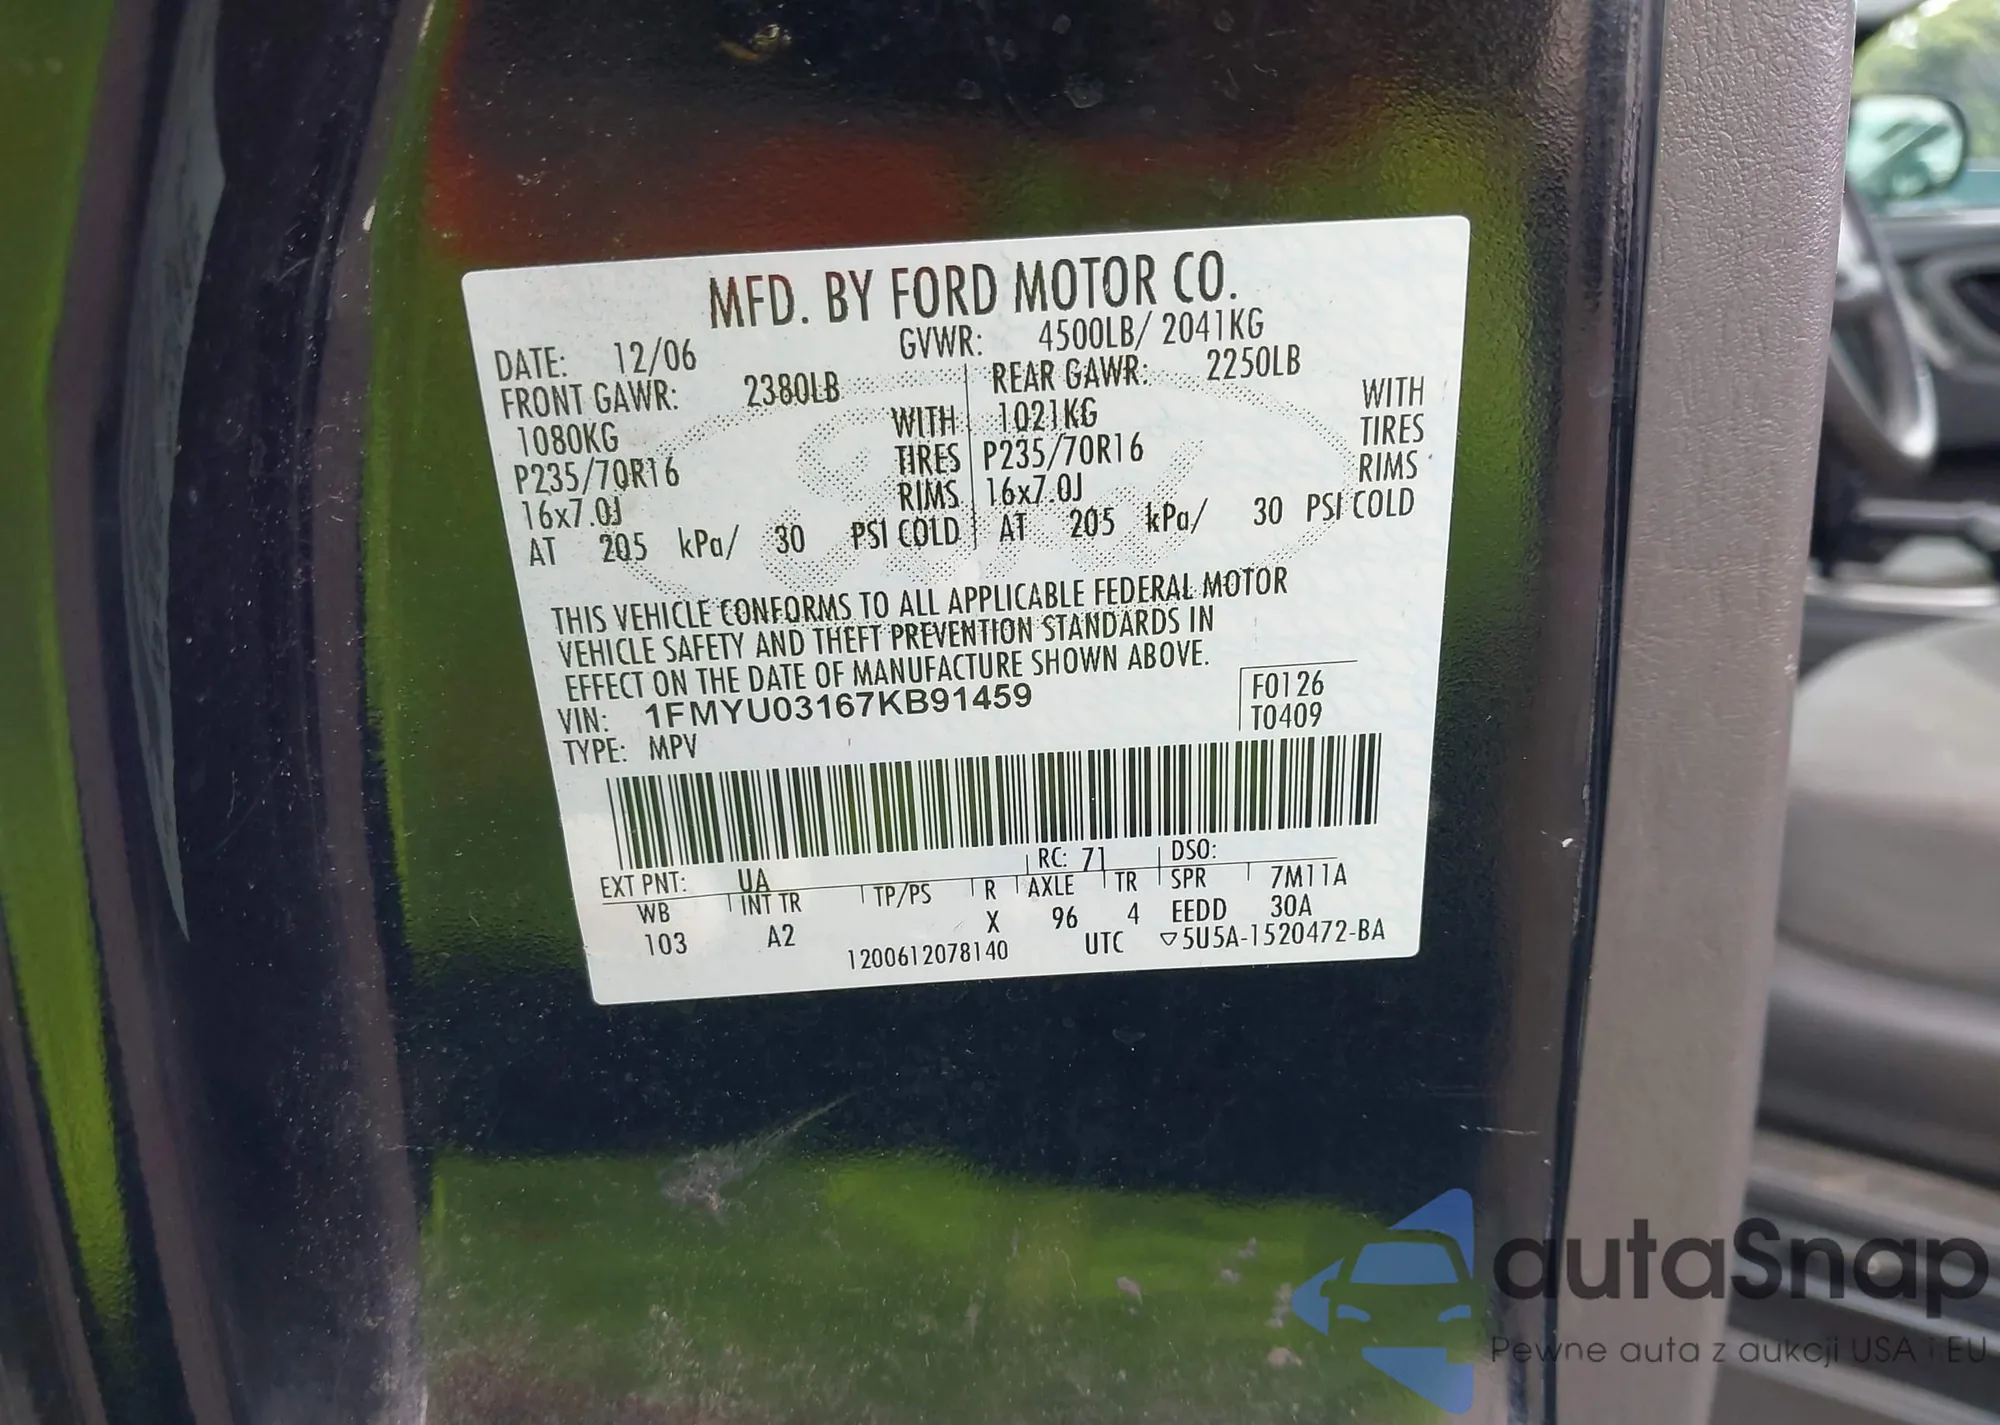 MFD. BY FORD MOTOR CO.
DATE: 12/06 GVWR: 4500LB/ 2041KG
FRONT GAWR: 2380LB REAR GAWR: 2250LB
1080KG WITH 1021KG WITH
P235/70R16 TIRES P235/70R16 TIRES
16x7.0J RIMS 16x7.0J RIMS
AT 205 kPa/ 30 PSI COLD AT 205 kPa/ 30 PSI COLD
THIS VEHICLE CONFORMS TO ALL APPLICABLE FEDERAL MOTOR
VEHICLE SAFETY AND THEFT PREVENTION STANDARDS IN
EFFECT ON THE DATE OF MANUFACTURE SHOWN ABOVE.
VIN: 1FMYU03167KB91459 F0126
TYPE: MPV T0409
EXT PNT: UA RC: 71 DSO:
WB INT TR TP/PS R AXLE TR SPR 7M11A
103 A2 X 96 4 EEDD 30A
1200612078140 UTC ▽5U5A-1520472-BA
autaSnap
Pewne auta z aukcji USA i EU